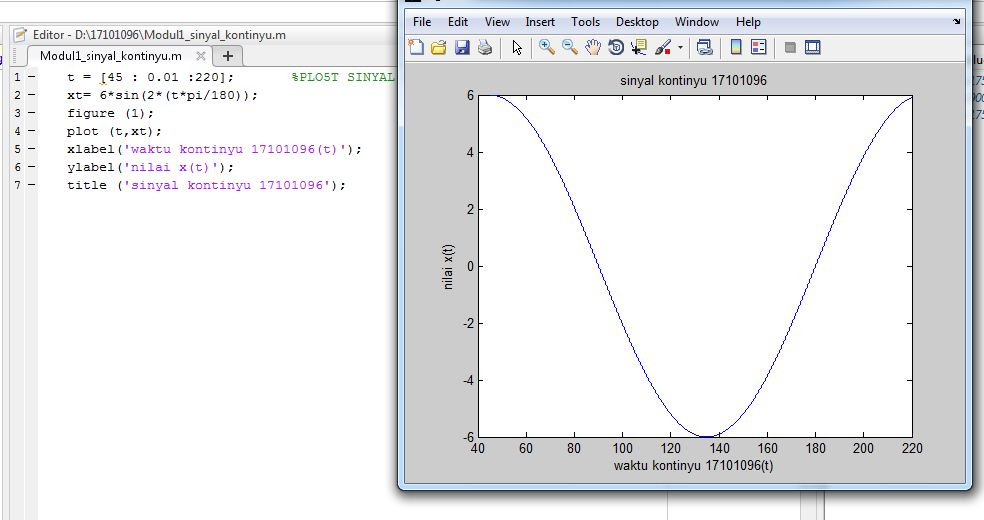 Editor - D:\17101096\Modul1_sinyal_kontinyu.m
Modul1_sinyal_kontinyu.m × +
1 - t = [45 : 0.01 :220]; %PLO5T SINYAL
2 - xt= 6*sin(2*(t*pi/180));
3 - figure (1);
4 - plot (t,xt);
5 - xlabel('waktu kontinyu 17101096(t)');
6 - ylabel('nilai x(t)');
7 - title ('sinyal kontinyu 17101096');
File Edit View Insert Tools Desktop Window Help
sinyal kontinyu 17101096
6
4
2
0
-2
-4
-6
nilai x(t)
40 60 80 100 120 140 160 180 200 220
waktu kontinyu 17101096(t)